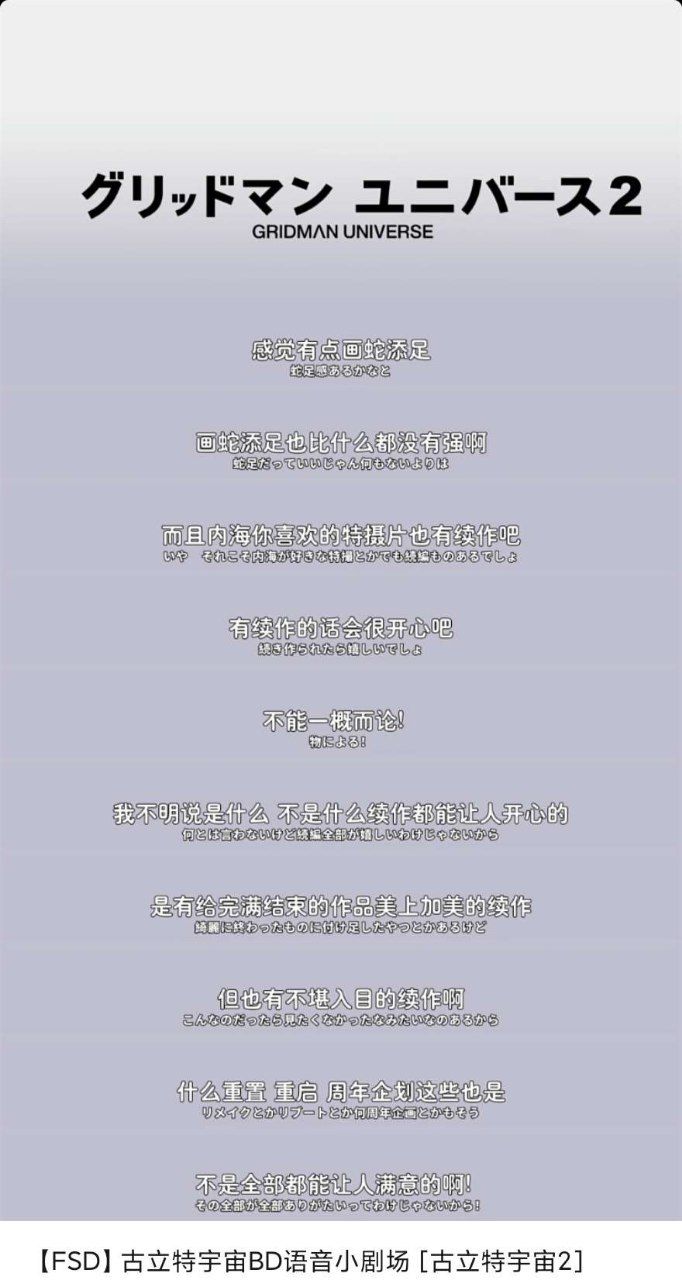 グリッドマン ユニバース2
GRIDMAN UNIVERSE
感觉有点画蛇添足
蛇足感あるかなと
画蛇添足也比什么都没有强啊
蛇足だっていいじゃん何もないよりは
而且内海你喜欢的特摄片也有续作吧
いや それこそ内海が好きな特撮とかでも続編ものあるでしょ
有续作的话会很开心吧
続き作られたら嬉しいでしょ
不能一概而论!
物による!
我不明说是什么 不是什么续作都能让人开心的
何とは言わないけど続編全部が嬉しいわけじゃないから
是有给完满结束的作品美上加美的续作
綺麗に終わったものに付け足したやつとかあるけど
但也有不堪入目的续作啊
こんなのだったら見たくなかったなみたいなのあるから
什么重置 重启 周年企划这些也是
リメイクとかリブートとか何周年企画とかもそう
不是全部都能让人满意的啊!
その全部が全部ありがたいってわけじゃないから!
【FSD】古立特宇宙BD语音小剧场 [古立特宇宙2]